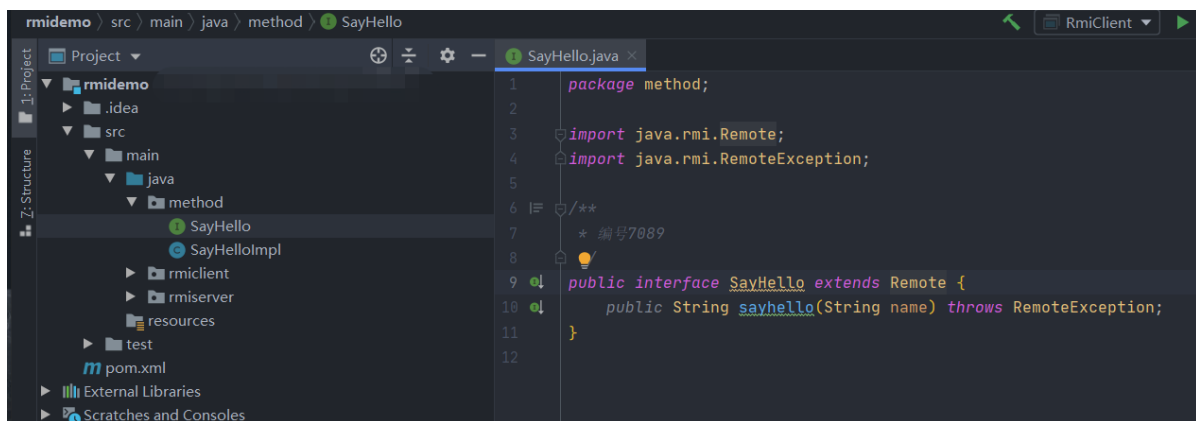 rmidemo 〉 src 〉 main 〉 java 〉 method 〉 I SayHello
RmiClient
1: Project
Z: Structure
Project
rmidemo
.idea
src
main
java
method
I SayHello
C SayHelloImpl
rmiclient
rmiserver
resources
test
m pom.xml
External Libraries
Scratches and Consoles
I SayHello.java ×
1 package method;
2
3 import java.rmi.Remote;
4 import java.rmi.RemoteException;
5
6 /**
7 * 编号7089
8 /
9 public interface SayHello extends Remote {
10 public String sayhello(String name) throws RemoteException;
11 }
12